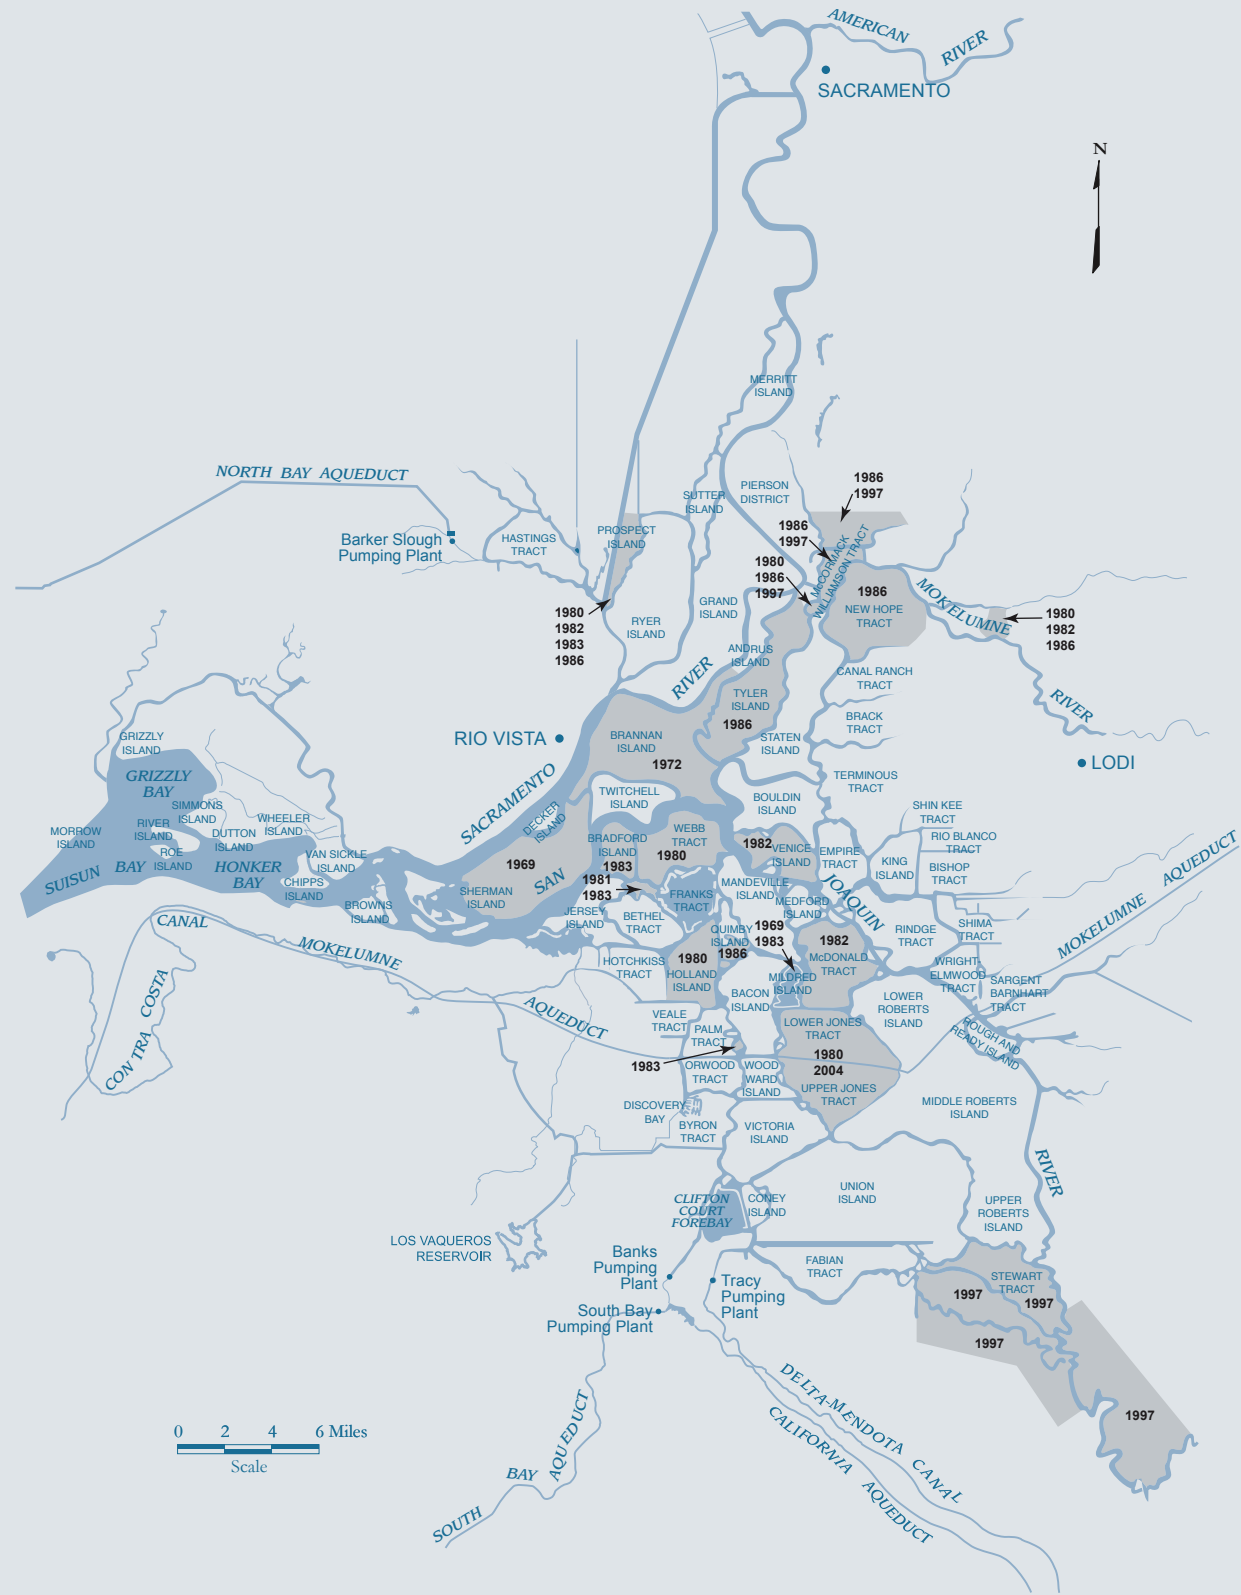 AMERICAN
RIVER
SACRAMENTO
N
MERRITT
ISLAND
NORTH BAY AQUEDUCT
SUTTER
ISLAND
PIERSON
DISTRICT
1986
1997
Barker Slough
Pumping Plant
HASTINGS
TRACT
PROSPECT
ISLAND
1986
1997
McCORMACK
WILLIAMSON TRACT
1980
1986
1997
1986
NEW HOPE
TRACT
MOKELUMNE
RIVER
1980
1982
1986
1980
1982
1983
1986
RYER
ISLAND
GRAND
ISLAND
ANDRUS
ISLAND
CANAL RANCH
TRACT
RIVER
TYLER
ISLAND
1986
BRACK
TRACT
STATEN
ISLAND
RIO VISTA
BRANNAN
ISLAND
1972
LODI
GRIZZLY
ISLAND
GRIZZLY
BAY
SACRAMENTO
TERMINOUS
TRACT
TWITCHELL
ISLAND
BOULDIN
ISLAND
SIMMONS
ISLAND
SHIN KEE
TRACT
MORROW
ISLAND
RIVER
ISLAND
DUTTON
ISLAND
WHEELER
ISLAND
DECKER
ISLAND
BRADFORD
ISLAND
1983
WEBB
TRACT
1980
1982
VENICE
ISLAND
EMPIRE
TRACT
RIO BLANCO
TRACT
ROE
ISLAND
VAN SICKLE
ISLAND
KING
ISLAND
BISHOP
TRACT
SUISUN BAY
HONKER
BAY
CHIPPS
ISLAND
1969
SHERMAN
ISLAND
SAN
JOAQUIN
1981
1983
FRANKS
TRACT
MANDEVILLE
ISLAND
MEDFORD
ISLAND
BROWNS
ISLAND
JERSEY
ISLAND
BETHEL
TRACT
QUIMBY
ISLAND
1986
1969
1983
1982
McDONALD
TRACT
RINDGE
TRACT
SHIMA
TRACT
MOKELUMNE AQUEDUCT
CANAL
CON TRA COSTA
MOKELUMNE
AQUEDUCT
HOTCHKISS
TRACT
1980
HOLLAND
ISLAND
MILDRED
ISLAND
WRIGHT-
ELMWOOD
TRACT
SARGENT
BARNHART
TRACT
BACON
ISLAND
LOWER
ROBERTS
ISLAND
VEALE
TRACT
PALM
TRACT
LOWER JONES
TRACT
ROUGH AND
READY ISLAND
1983
ORWOOD
TRACT
WOOD
WARD
ISLAND
1980
2004
UPPER JONES
TRACT
DISCOVERY
BAY
BYRON
TRACT
VICTORIA
ISLAND
MIDDLE ROBERTS
ISLAND
RIVER
CLIFTON
COURT
FOREBAY
CONEY
ISLAND
UNION
ISLAND
UPPER
ROBERTS
ISLAND
LOS VAQUEROS
RESERVOIR
Banks
Pumping
Plant
FABIAN
TRACT
STEWART
TRACT
1997
1997
1997
1997
Tracy
Pumping
Plant
South Bay
Pumping Plant
DELTA-MENDOTA CANAL
CALIFORNIA AQUEDUCT
SOUTH BAY AQUEDUCT
0 2 4 6 Miles
Scale